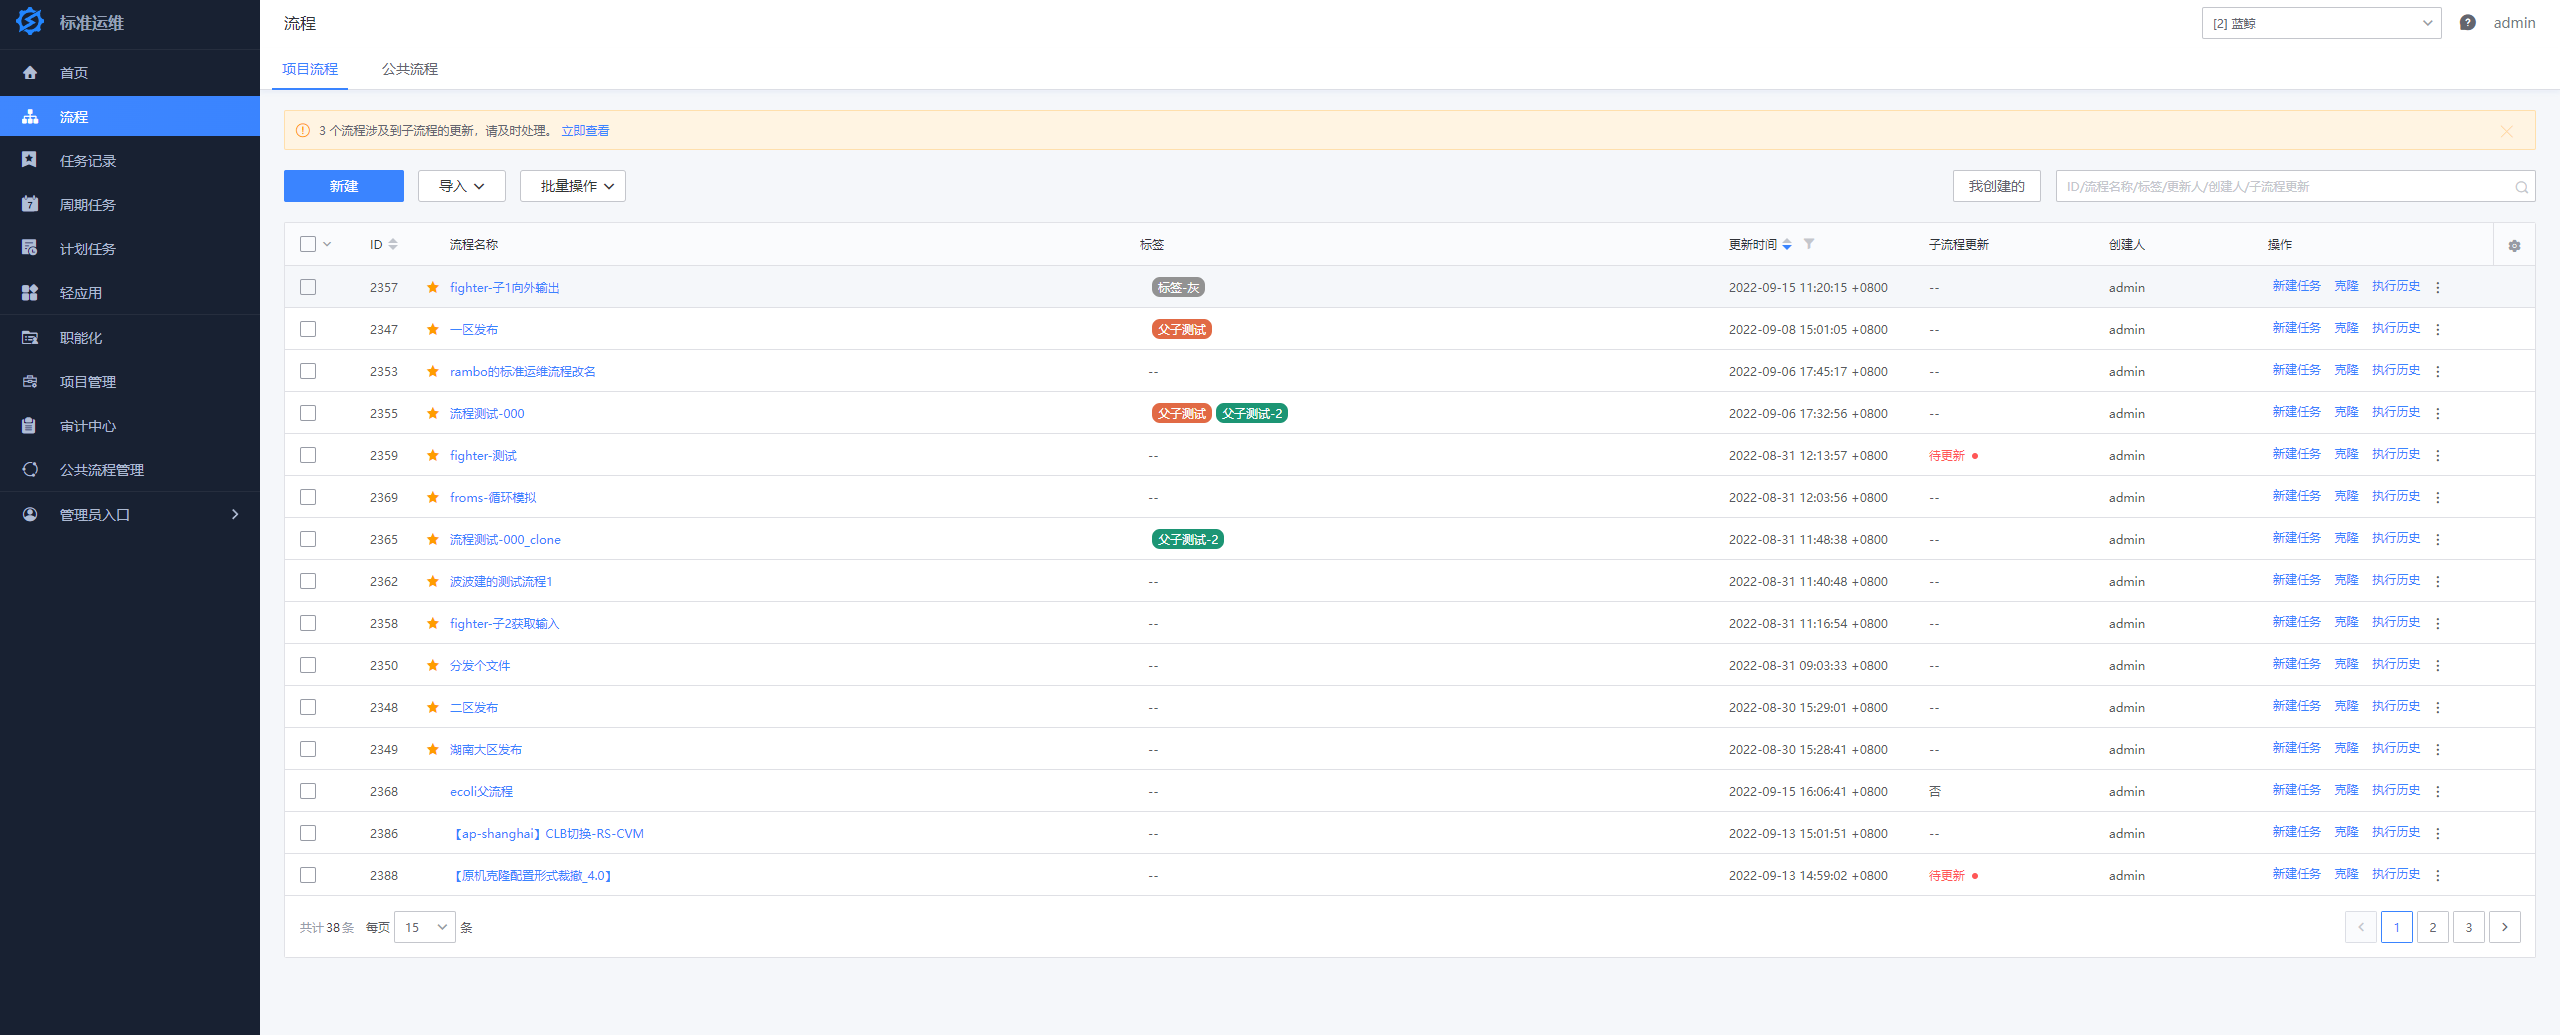 标准运维
首页
流程
任务记录
周期任务
计划任务
轻应用
职能化
项目管理
审计中心
公共流程管理
管理员入口
流程
[2] 蓝鲸
admin
项目流程 公共流程
3 个流程涉及到子流程的更新，请及时处理。 立即查看
新建 导入 批量操作 我创建的 ID/流程名称/标签/更新人/创建人/子流程更新
ID 流程名称 标签 更新时间 子流程更新 创建人 操作
2357 fighter-子1向外输出 标签-灰 2022-09-15 11:20:15 +0800 -- admin 新建任务 克隆 执行历史
2347 一区发布 父子测试 2022-09-08 15:01:05 +0800 -- admin 新建任务 克隆 执行历史
2353 rambo的标准运维流程改名 -- 2022-09-06 17:45:17 +0800 -- admin 新建任务 克隆 执行历史
2355 流程测试-000 父子测试 父子测试-2 2022-09-06 17:32:56 +0800 -- admin 新建任务 克隆 执行历史
2359 fighter-测试 -- 2022-08-31 12:13:57 +0800 待更新 admin 新建任务 克隆 执行历史
2369 froms-循环模拟 -- 2022-08-31 12:03:56 +0800 -- admin 新建任务 克隆 执行历史
2365 流程测试-000_clone 父子测试-2 2022-08-31 11:48:38 +0800 -- admin 新建任务 克隆 执行历史
2362 波波建的测试流程1 -- 2022-08-31 11:40:48 +0800 -- admin 新建任务 克隆 执行历史
2358 fighter-子2获取输入 -- 2022-08-31 11:16:54 +0800 -- admin 新建任务 克隆 执行历史
2350 分发个文件 -- 2022-08-31 09:03:33 +0800 -- admin 新建任务 克隆 执行历史
2348 二区发布 -- 2022-08-30 15:29:01 +0800 -- admin 新建任务 克隆 执行历史
2349 湖南大区发布 -- 2022-08-30 15:28:41 +0800 -- admin 新建任务 克隆 执行历史
2368 ecoli父流程 -- 2022-09-15 16:06:41 +0800 否 admin 新建任务 克隆 执行历史
2386 【ap-shanghai】CLB切换-RS-CVM -- 2022-09-13 15:01:51 +0800 -- admin 新建任务 克隆 执行历史
2388 【原机克隆配置形式裁撤_4.0】 -- 2022-09-13 14:59:02 +0800 待更新 admin 新建任务 克隆 执行历史
共计 38 条 每页 15 条 1 2 3